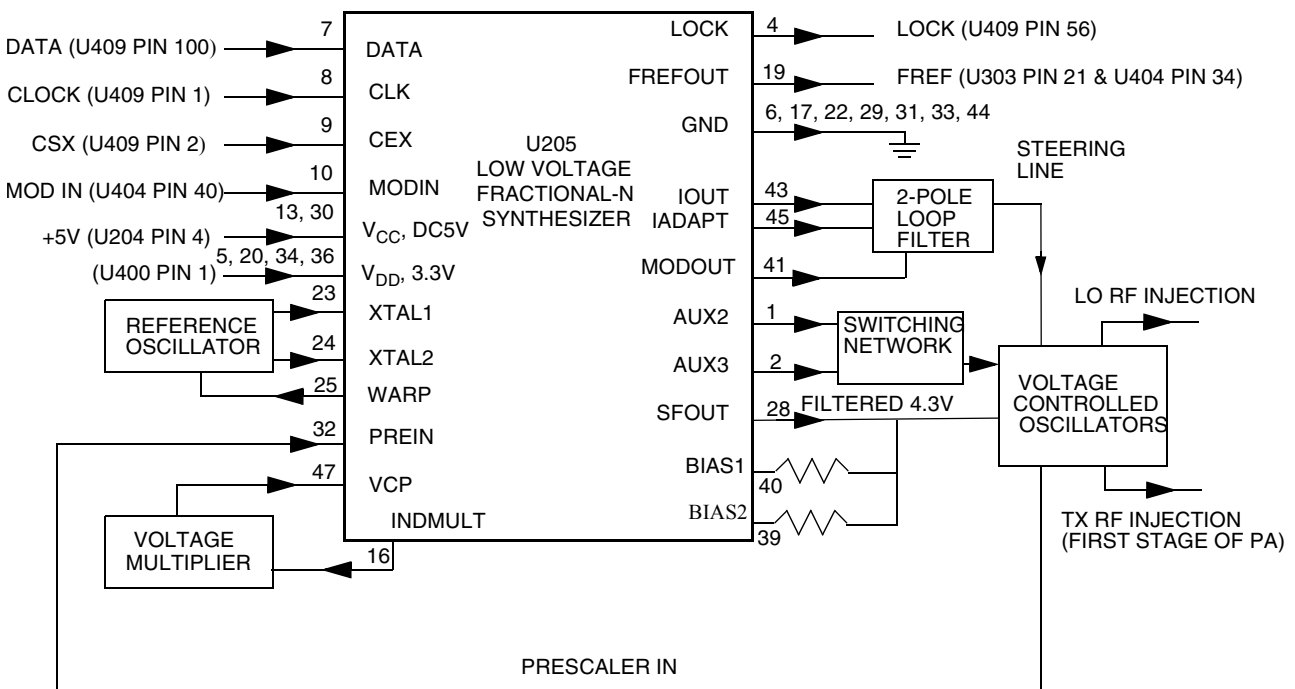 7
DATA (U409 PIN 100)
DATA
8
CLOCK (U409 PIN 1)
CLK
9
CSX (U409 PIN 2)
CEX
10
MOD IN (U404 PIN 40)
MODIN
13, 30
+5V (U204 PIN 4)
VCC, DC5V
5, 20, 34, 36
(U400 PIN 1)
VDD, 3.3V
23
XTAL1
REFERENCE
OSCILLATOR
24
XTAL2
25
WARP
32
PREIN
47
VCP
INDMULT
VOLTAGE
MULTIPLIER
16
U205
LOW VOLTAGE
FRACTIONAL-N
SYNTHESIZER
LOCK
4
LOCK (U409 PIN 56)
FREFOUT
19
FREF (U303 PIN 21 & U404 PIN 34)
GND
6, 17, 22, 29, 31, 33, 44
IOUT
43
IADAPT
45
2-POLE
LOOP
FILTER
STEERING
LINE
MODOUT
41
AUX2
1
SWITCHING
NETWORK
AUX3
2
SFOUT
28
FILTERED 4.3V
BIAS1
40
BIAS2
39
LO RF INJECTION
VOLTAGE
CONTROLLED
OSCILLATORS
TX RF INJECTION
(FIRST STAGE OF PA)
PRESCALER IN